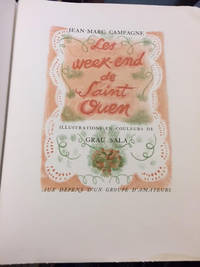 JEAN-MARC CAMPAGNE
Les
week-end
de
Saint
Ouen
ILLUSTRATIONS EN COULEURS DE
GRAU SALA
AUX DÉPENS D'UN GROUPE D'AMATEURS